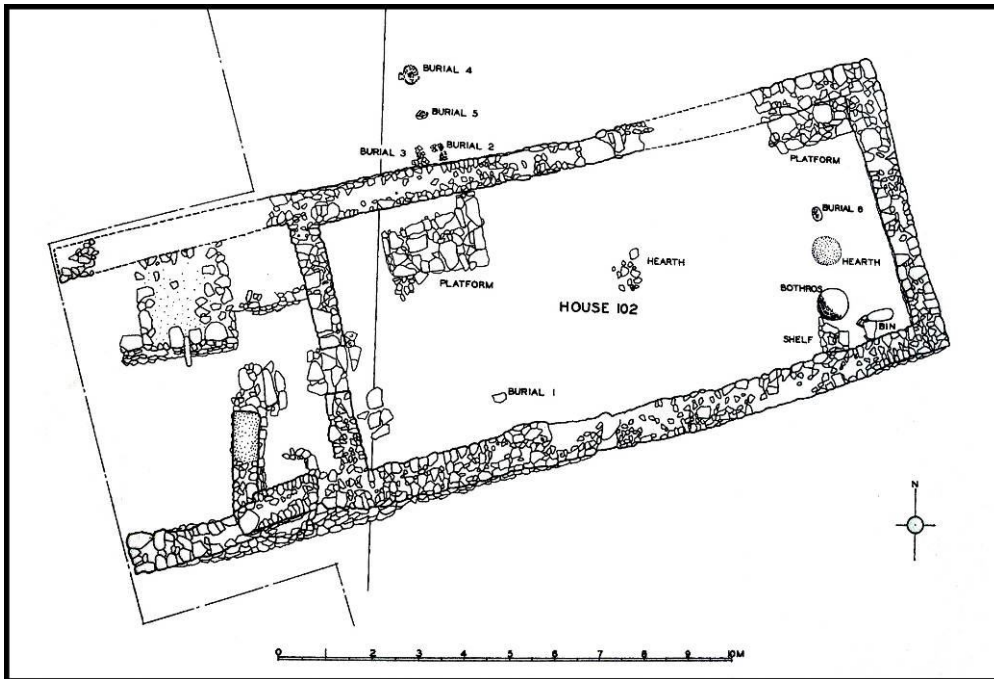 BURIAL 4
BURIAL 5
BURIAL 3
BURIAL 2
PLATFORM
BURIAL 6
PLATFORM
HEARTH
HEARTH
HOUSE 102
BOTHROS
BIN
SHELF
BURIAL 1
N
0 1 2 3 4 5 6 7 8 9 10M